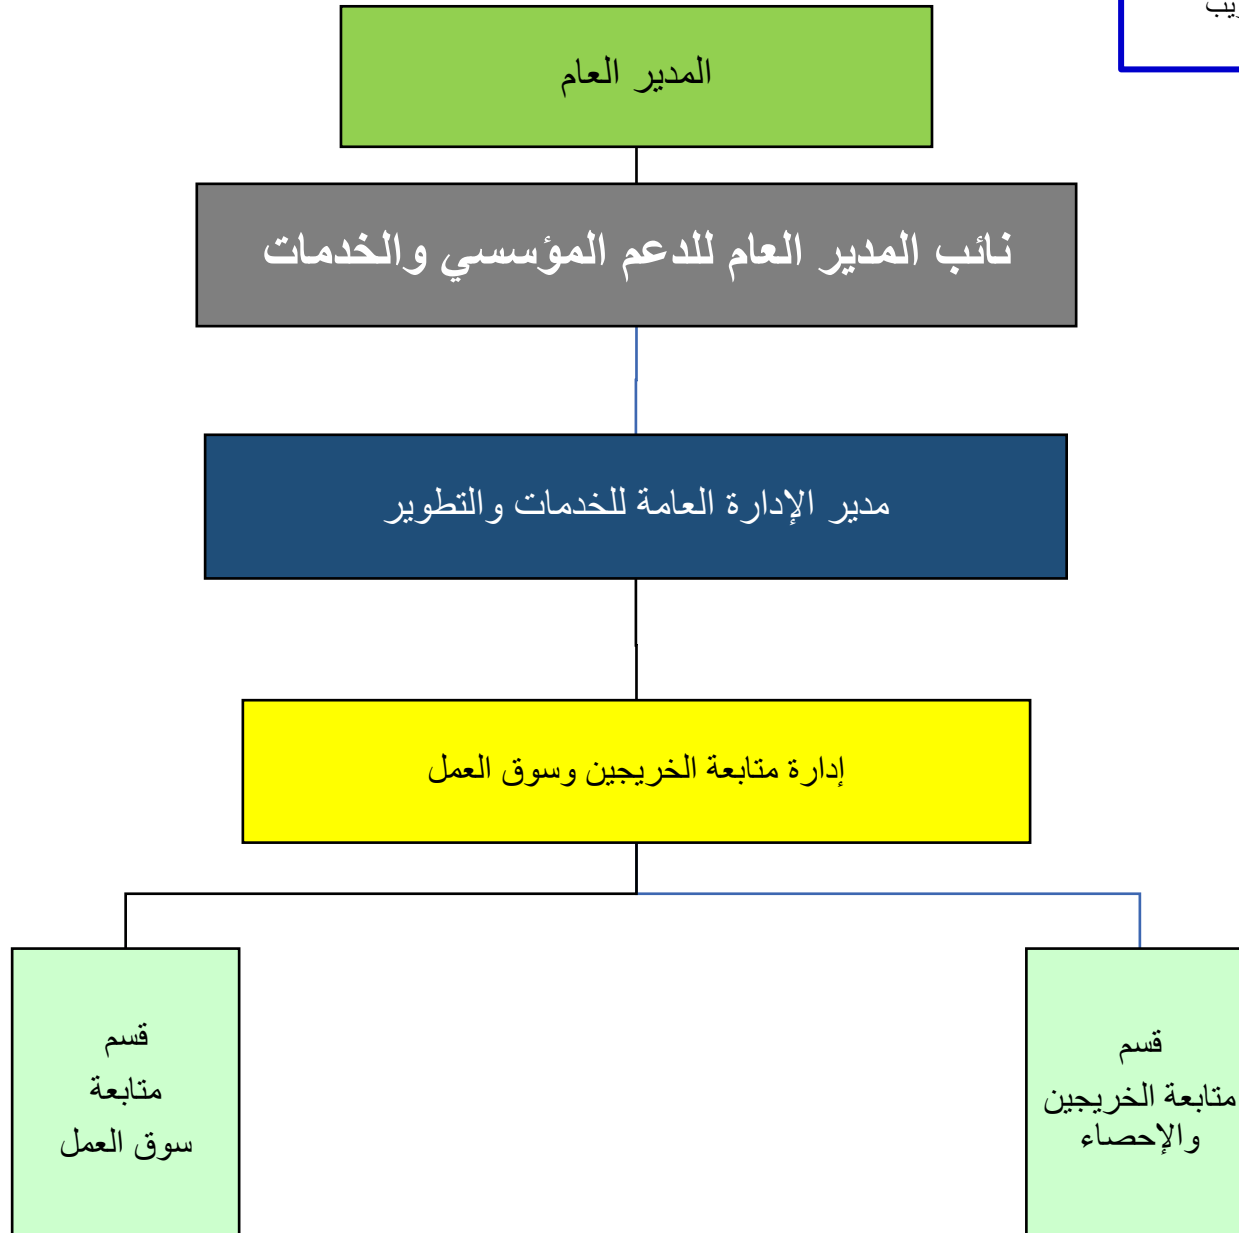 المدير العام
نائب المدير العام للدعم المؤسسي والخدمات
مدير الإدارة العامة للخدمات والتطوير
إدارة متابعة الخريجين وسوق العمل
قسم
متابعة الخريجين
والإحصاء
قسم
متابعة
سوق العمل